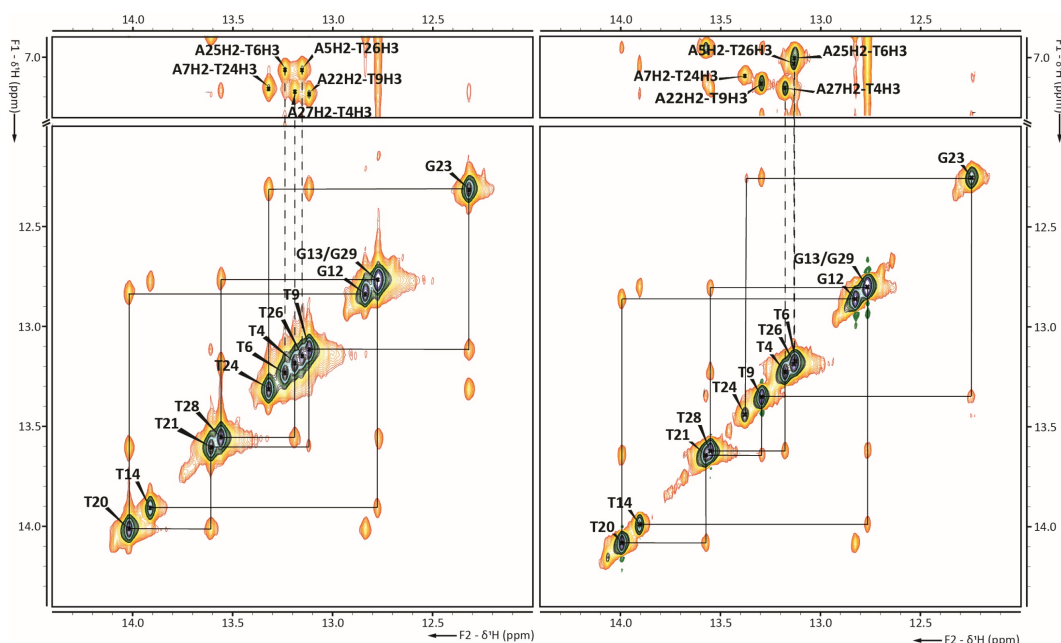 14.0 13.5 13.0 12.5
14.0 13.5 13.0 12.5
A25H2-T6H3 A5H2-T26H3
A7H2-T24H3 A22H2-T9H3
A27H2-T4H3
7.0
F1 - δ¹H (ppm)
G23
G13/G29
G12
T9
T26
T4
T6
T24
T28
T21
T14
T20
12.5
13.0
13.5
14.0
14.0 13.5 13.0 12.5
F2 - δ¹H (ppm)
A5H2-T26H3 A25H2-T6H3
A7H2-T24H3
A22H2-T9H3 A27H2-T4H3
7.0
F1 - δ¹H (ppm)
G23
G13/G29
G12
T6
T26
T4
T9
T24
T28
T21
T14
T20
12.5
13.0
13.5
14.0
14.0 13.5 13.0 12.5
F2 - δ¹H (ppm)